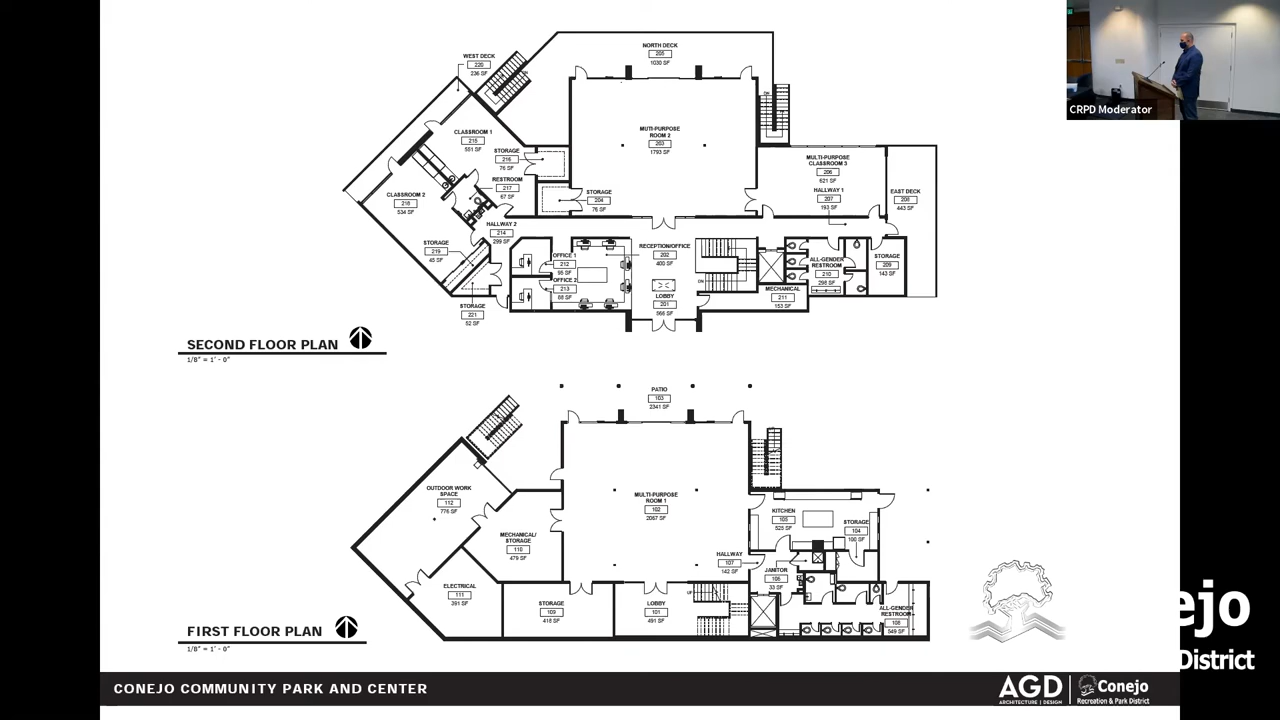 CRPD Moderator
WEST DECK
220
236 SF
NORTH DECK
205
1030 SF
CLASSROOM 1
215
551 SF
STORAGE
216
76 SF
RESTROOM
217
67 SF
CLASSROOM 2
218
534 SF
MUTI-PURPOSE
ROOM 2
203
1793 SF
STORAGE
204
76 SF
MULTI-PURPOSE
CLASSROOM 3
206
621 SF
HALLWAY 1
207
193 SF
EAST DECK
208
443 SF
HALLWAY 2
214
299 SF
STORAGE
219
45 SF
STORAGE
221
52 SF
OFFICE 1
212
95 SF
OFFICE 2
213
88 SF
RECEPTION/OFFICE
202
400 SF
LOBBY
201
566 SF
DN
MECHANICAL
211
153 SF
ALL-GENDER
RESTROOM
210
298 SF
STORAGE
209
143 SF
SECOND FLOOR PLAN
1/8" = 1' - 0"
PATIO
103
2341 SF
OUTDOOR WORK
SPACE
112
776 SF
MECHANICAL/
STORAGE
110
479 SF
ELECTRICAL
111
391 SF
STORAGE
109
418 SF
MULTI-PURPOSE
ROOM 1
102
2067 SF
LOBBY
101
491 SF
UP
HALLWAY
107
142 SF
KITCHEN
105
525 SF
STORAGE
104
100 SF
JANITOR
106
33 SF
ALL-GENDER
RESTROOM
108
549 SF
FIRST FLOOR PLAN
1/8" = 1' - 0"
CONEJO COMMUNITY PARK AND CENTER
AGD
ARCHITECTURE | DESIGN
Conejo
Recreation & Park District
ejo
District